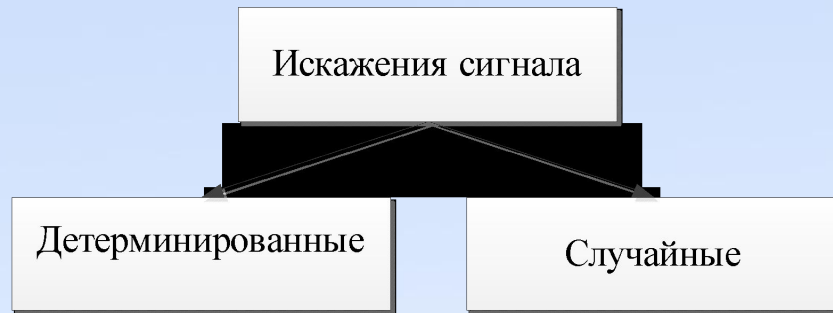 Искажения сигнала
Детерминированные
Случайные